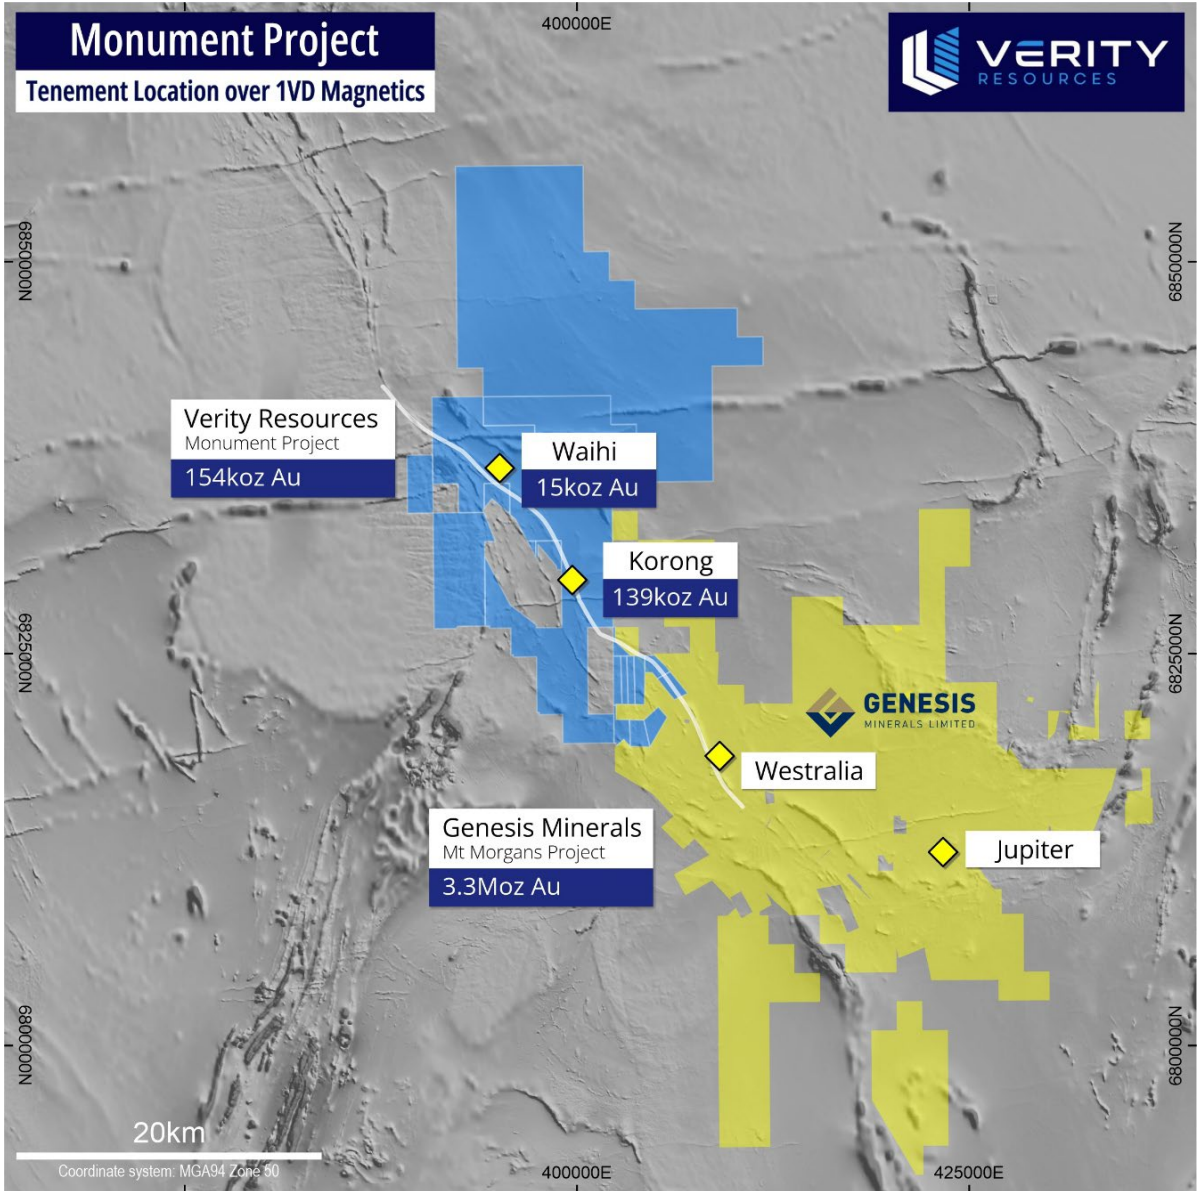 400000E
Monument Project
Tenement Location over 1VD Magnetics
VERITY
RESOURCES
6850000N
6850000N
Verity Resources
Monument Project
154koz Au
Waihi
15koz Au
Korong
139koz Au
6825000N
6825000N
GENESIS
MINERALS LIMITED
Westralia
Genesis Minerals
Mt Morgans Project
3.3Moz Au
Jupiter
6800000N
6800000N
20km
Coordinate system: MGA94 Zone 50
400000E
425000E